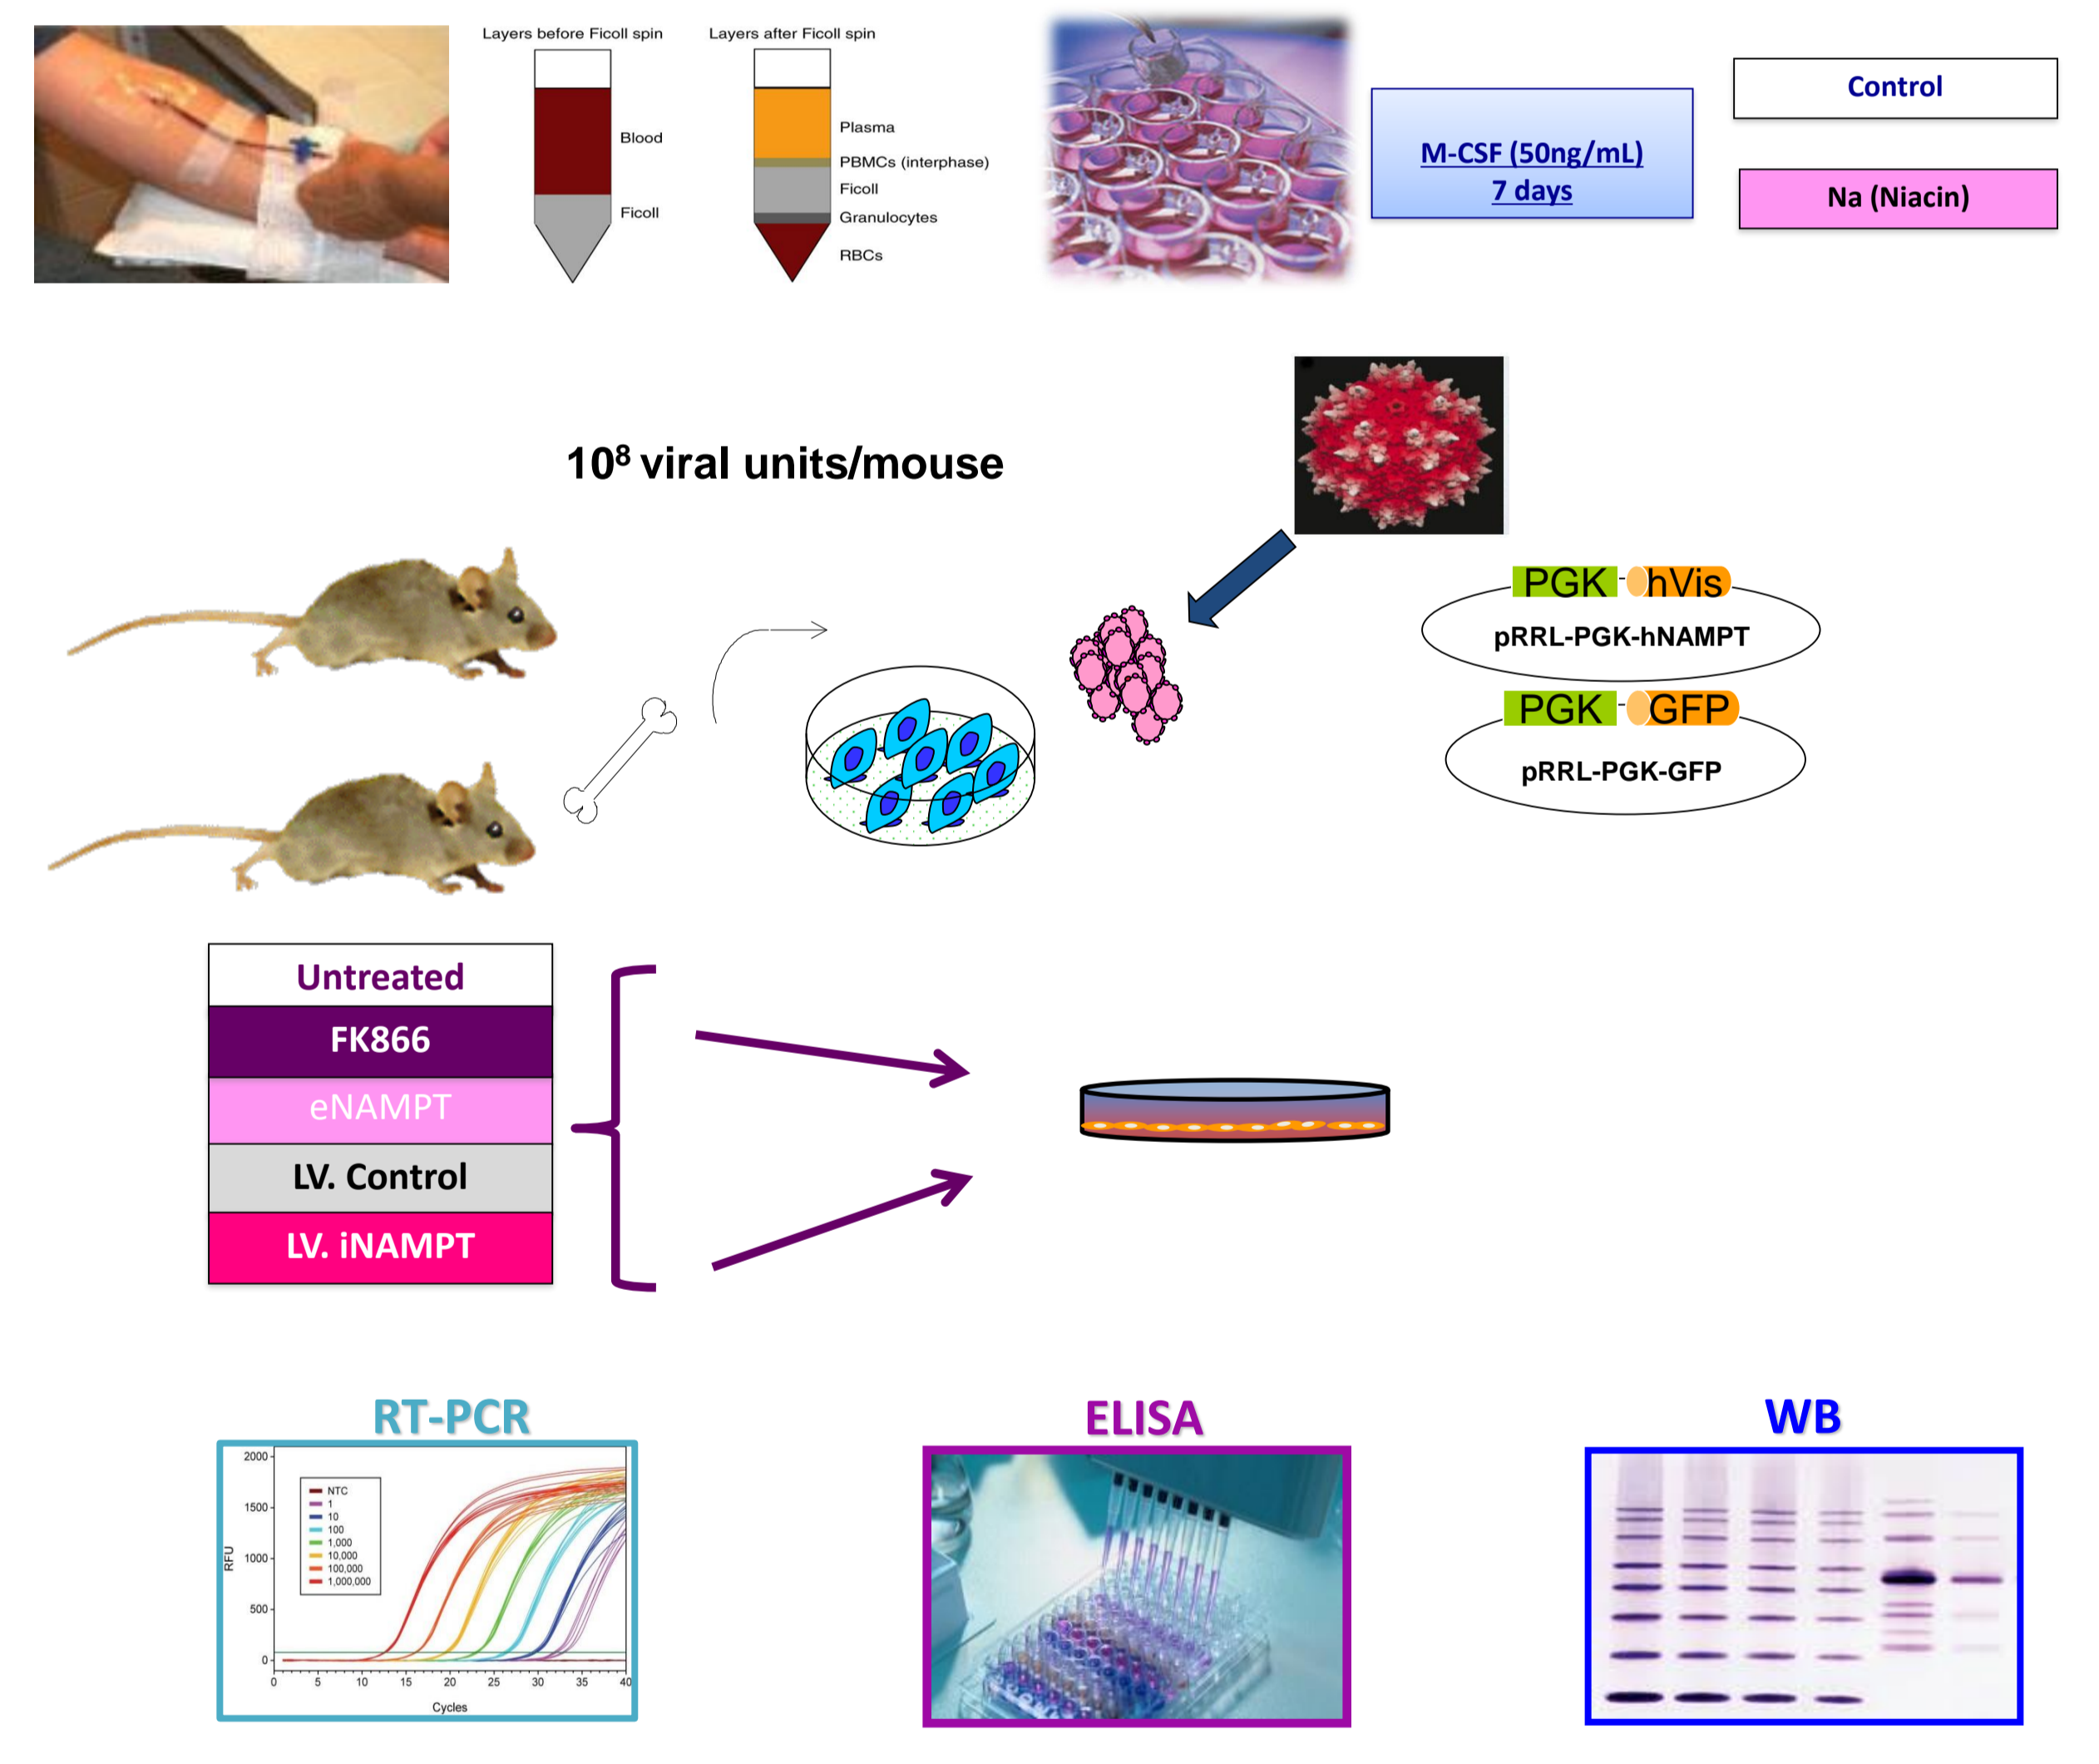 Layers before Ficoll spin
Layers after Ficoll spin
Blood
Ficoll
Plasma
PBMCs (interphase)
Ficoll
Granulocytes
RBCs
M-CSF (50ng/mL)
7 days
Control
Na (Niacin)
10⁸ viral units/mouse
PGK
hVis
pRRL-PGK-hNAMPT
PGK
GFP
pRRL-PGK-GFP
Untreated
FK866
eNAMPT
LV. Control
LV. iNAMPT
RT-PCR
2000
1500
1000
500
0
RFU
NTC
1
10
100
1,000
10,000
100,000
1,000,000
0 5 10 15 20 25 30 35 40
Cycles
ELISA
WB